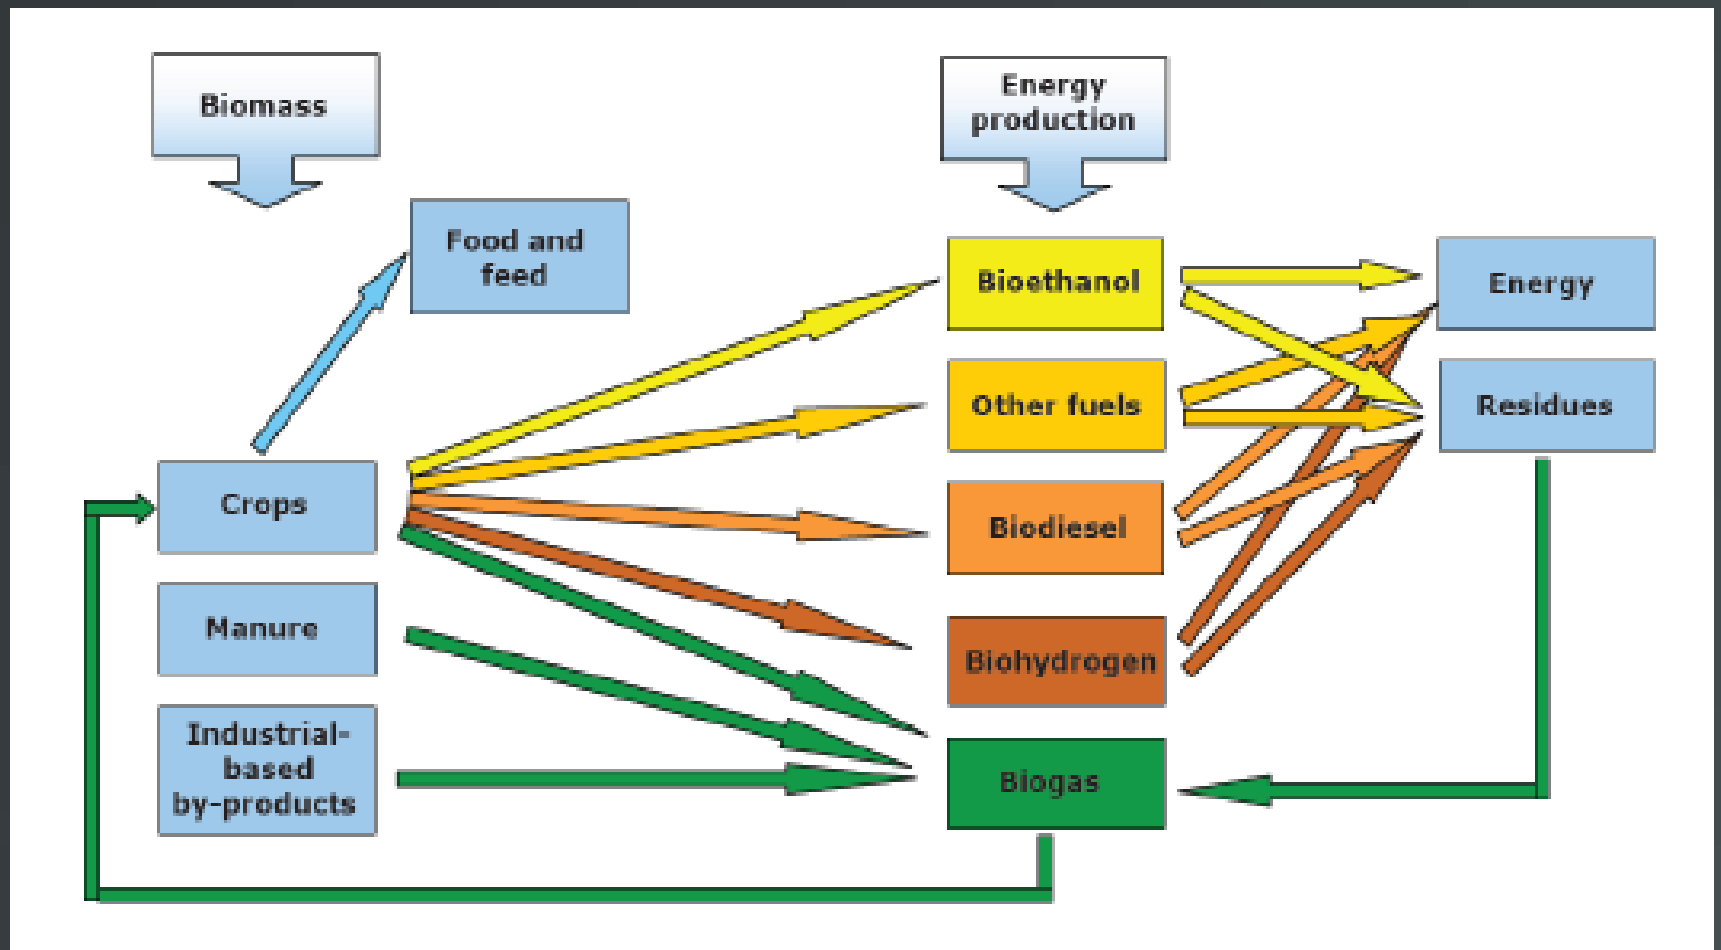 Biomass
Energy
production
Food and
feed
Bioethanol
Energy
Other fuels
Residues
Crops
Biodiesel
Manure
Biohydrogen
Industrial-
based
by-products
Biogas